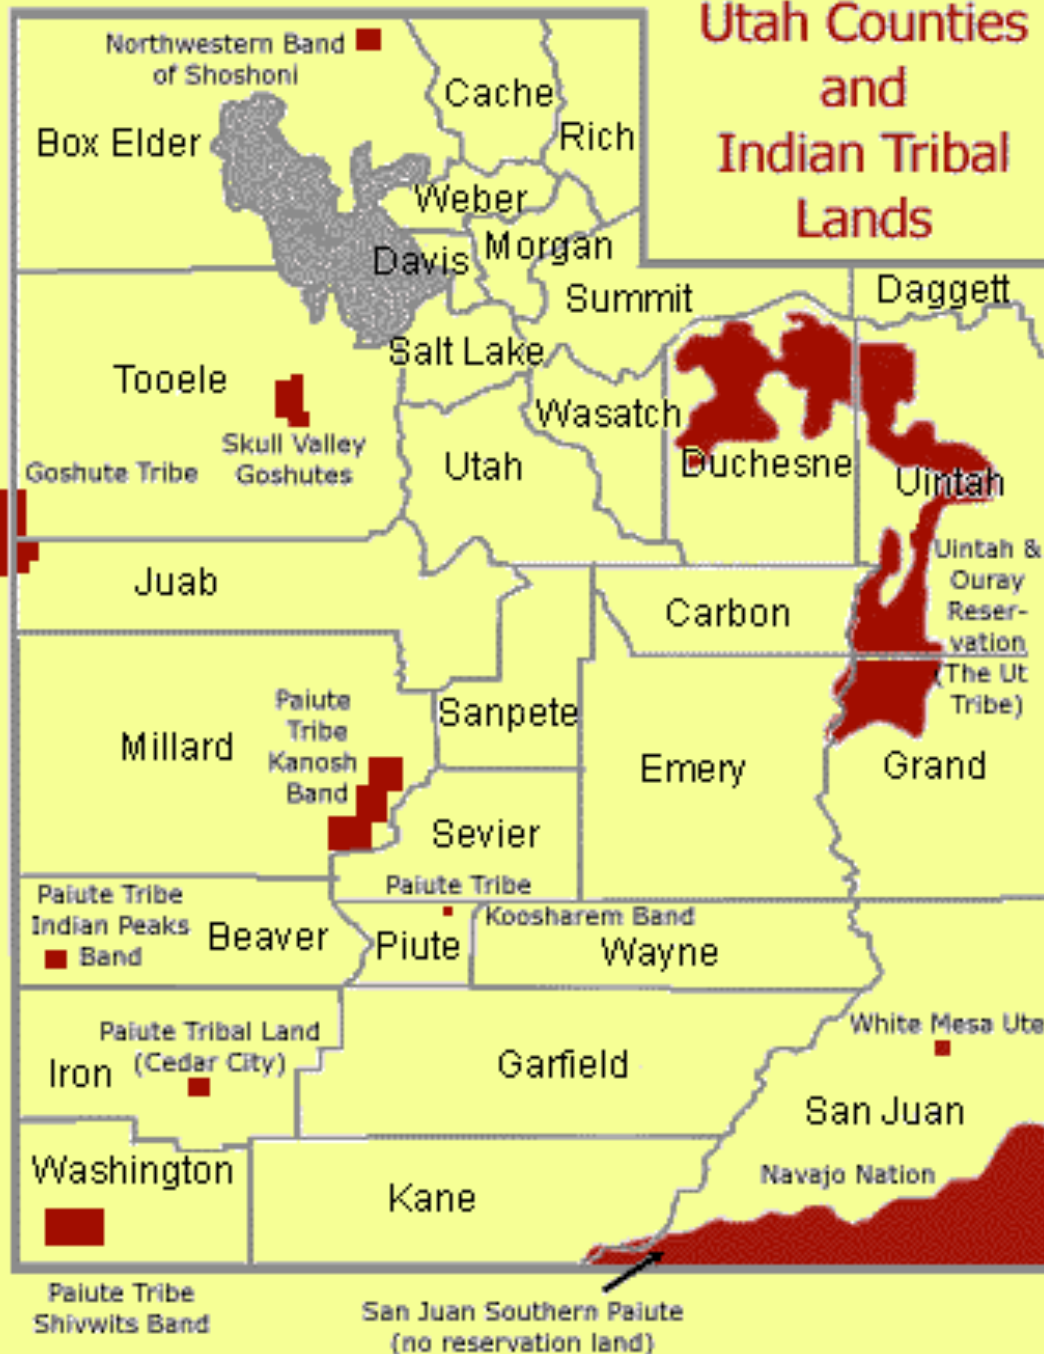 Utah Counties
and
Indian Tribal
Lands
Northwestern Band
of Shoshoni
Box Elder
Cache
Rich
Weber
Morgan
Davis
Summit
Daggett
Salt Lake
Tooele
Wasatch
Skull Valley
Goshutes
Goshute Tribe
Utah
Duchesne
Uintah
Uintah &
Ouray
Reser-
vation
(The Ut
Tribe)
Juab
Carbon
Paiute
Tribe
Kanosh
Band
Sanpete
Millard
Emery
Grand
Sevier
Paiute Tribe
Koosharem Band
Paiute Tribe
Indian Peaks
Band
Beaver
Piute
Wayne
White Mesa Ute
Paiute Tribal Land
(Cedar City)
Iron
Garfield
San Juan
Washington
Navajo Nation
Kane
Paiute Tribe
Shivwits Band
San Juan Southern Paiute
(no reservation land)